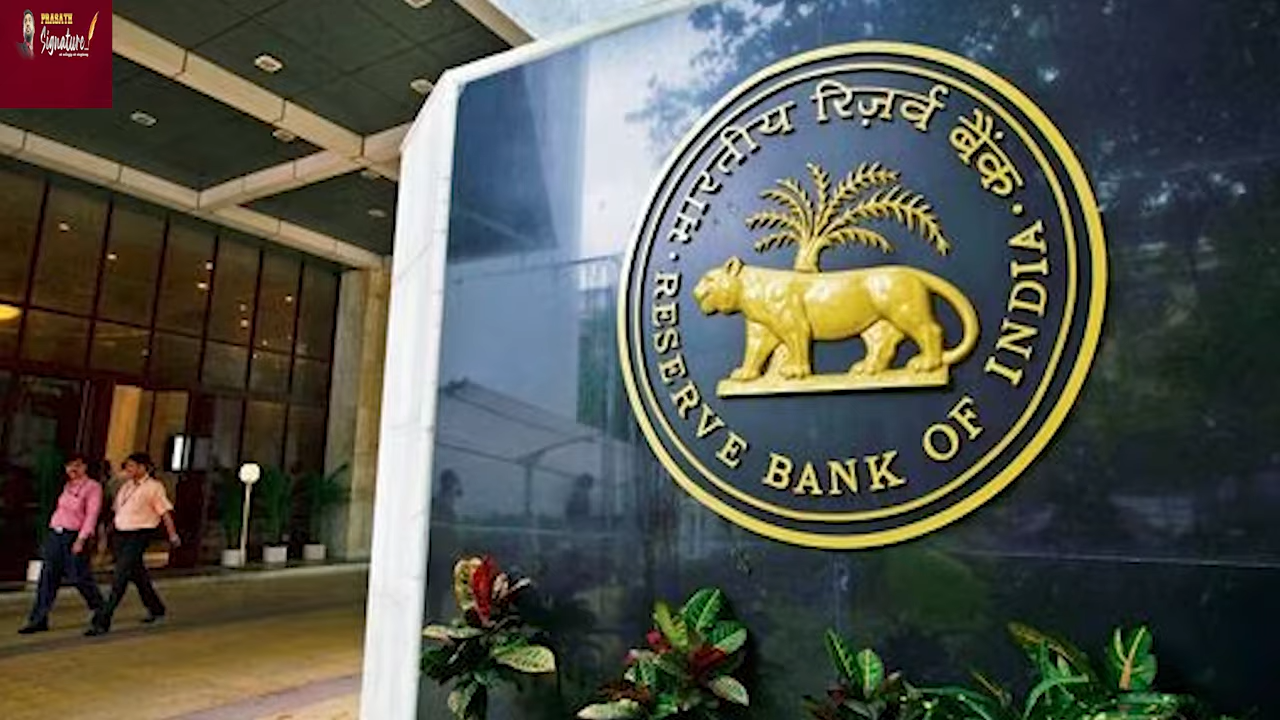 PRASATH
Signature..!
भारतीय रिज़र्व बैंक
RESERVE BANK OF INDIA